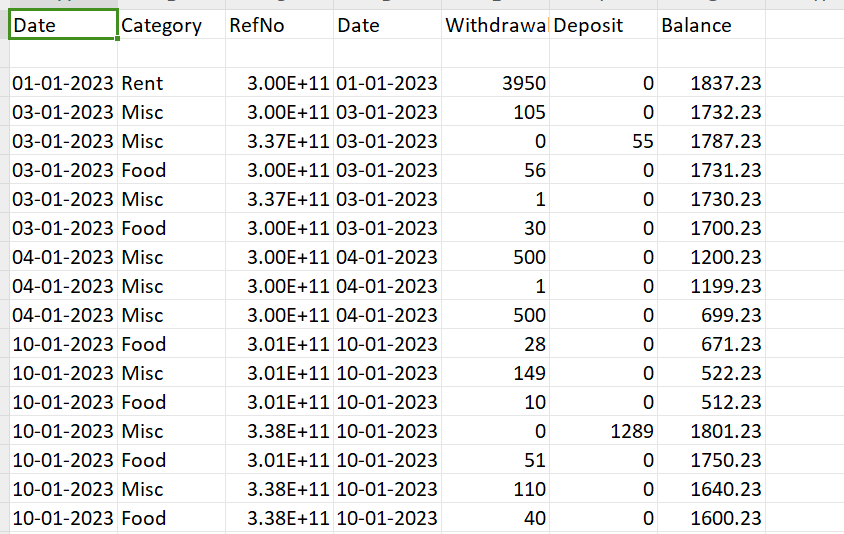 Date Category RefNo Date Withdrawal Deposit Balance
01-01-2023 Rent 3.00E+11 01-01-2023 3950 0 1837.23
03-01-2023 Misc 3.00E+11 03-01-2023 105 0 1732.23
03-01-2023 Misc 3.37E+11 03-01-2023 0 55 1787.23
03-01-2023 Food 3.00E+11 03-01-2023 56 0 1731.23
03-01-2023 Misc 3.37E+11 03-01-2023 1 0 1730.23
03-01-2023 Food 3.00E+11 03-01-2023 30 0 1700.23
04-01-2023 Misc 3.00E+11 04-01-2023 500 0 1200.23
04-01-2023 Misc 3.00E+11 04-01-2023 1 0 1199.23
04-01-2023 Misc 3.00E+11 04-01-2023 500 0 699.23
10-01-2023 Food 3.01E+11 10-01-2023 28 0 671.23
10-01-2023 Misc 3.01E+11 10-01-2023 149 0 522.23
10-01-2023 Food 3.01E+11 10-01-2023 10 0 512.23
10-01-2023 Misc 3.38E+11 10-01-2023 0 1289 1801.23
10-01-2023 Food 3.01E+11 10-01-2023 51 0 1750.23
10-01-2023 Misc 3.38E+11 10-01-2023 110 0 1640.23
10-01-2023 Food 3.38E+11 10-01-2023 40 0 1600.23